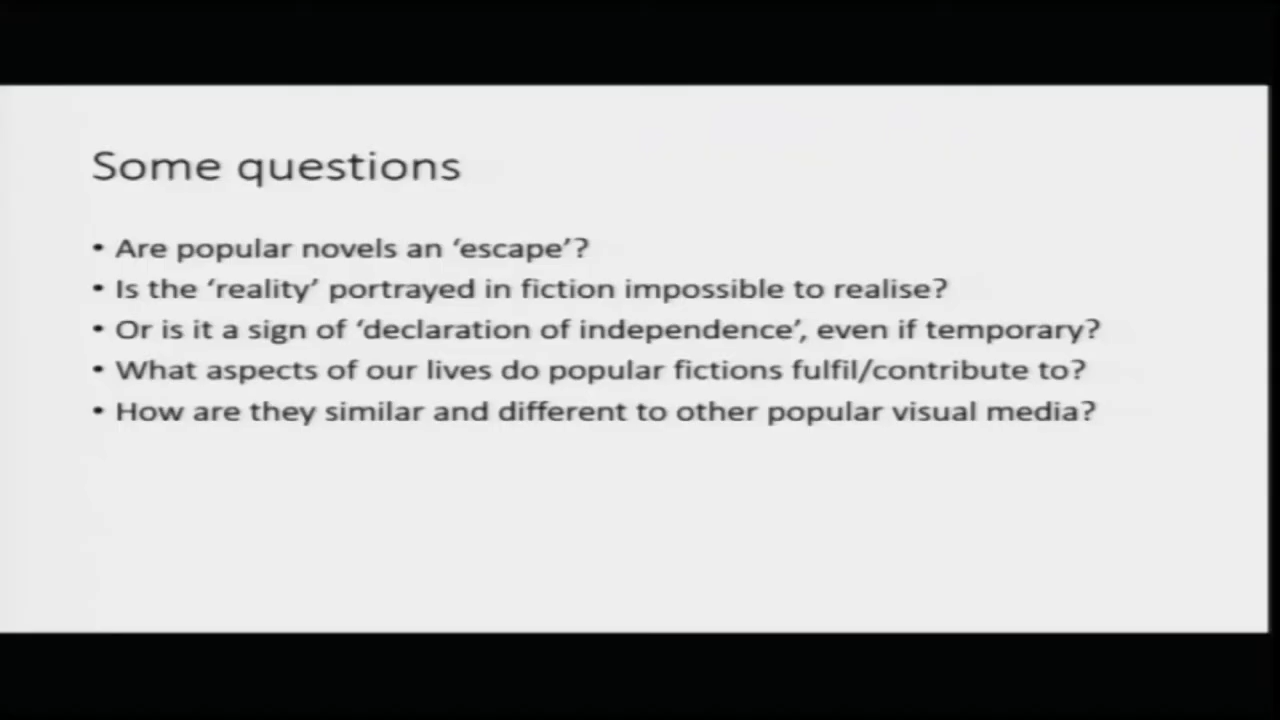 Some questions
• Are popular novels an ‘escape’?
• Is the ‘reality’ portrayed in fiction impossible to realise?
• Or is it a sign of ‘declaration of independence’, even if temporary?
• What aspects of our lives do popular fictions fulfil/contribute to?
• How are they similar and different to other popular visual media?